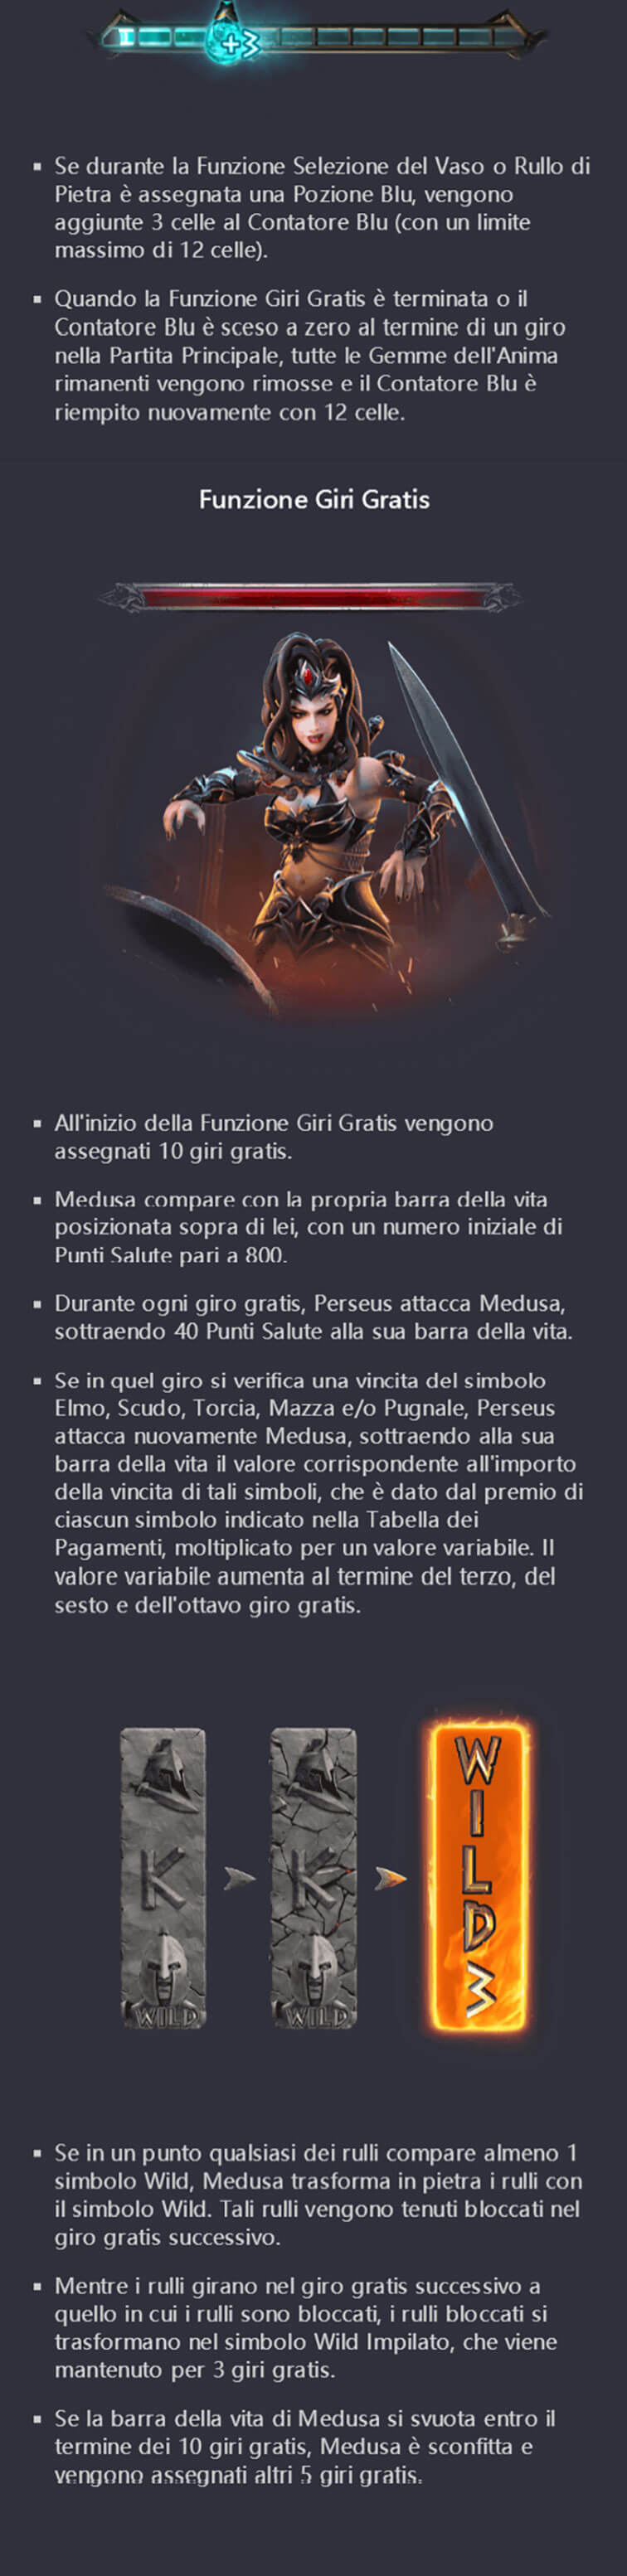 +3
Se durante la Funzione Selezione del Vaso o Rullo di
Pietra è assegnata una Pozione Blu, vengono
aggiunte 3 celle al Contatore Blu (con un limite
massimo di 12 celle).
Quando la Funzione Giri Gratis è terminata o il
Contatore Blu è sceso a zero al termine di un giro
nella Partita Principale, tutte le Gemme dell'Anima
rimanenti vengono rimosse e il Contatore Blu è
riempito nuovamente con 12 celle.
Funzione Giri Gratis
All'inizio della Funzione Giri Gratis vengono
assegnati 10 giri gratis.
Medusa compare con la propria barra della vita
posizionata sopra di lei, con un numero iniziale di
Punti Salute pari a 800.
Durante ogni giro gratis, Perseus attacca Medusa,
sottraendo 40 Punti Salute alla sua barra della vita.
Se in quel giro si verifica una vincita del simbolo
Elmo, Scudo, Torcia, Mazza e/o Pugnale, Perseus
attacca nuovamente Medusa, sottraendo alla sua
barra della vita il valore corrispondente all'importo
della vincita di tali simboli, che è dato dal premio di
ciascun simbolo indicato nella Tabella dei
Pagamenti, moltiplicato per un valore variabile. Il
valore variabile aumenta al termine del terzo, del
sesto e dell'ottavo giro gratis.
K
WILD
K
WILD
WILD
3
Se in un punto qualsiasi dei rulli compare almeno 1
simbolo Wild, Medusa trasforma in pietra i rulli con
il simbolo Wild. Tali rulli vengono tenuti bloccati nel
giro gratis successivo.
Mentre i rulli girano nel giro gratis successivo a
quello in cui i rulli sono bloccati, i rulli bloccati si
trasformano nel simbolo Wild Impilato, che viene
mantenuto per 3 giri gratis.
Se la barra della vita di Medusa si svuota entro il
termine dei 10 giri gratis, Medusa è sconfitta e
vengono assegnati altri 5 giri gratis.